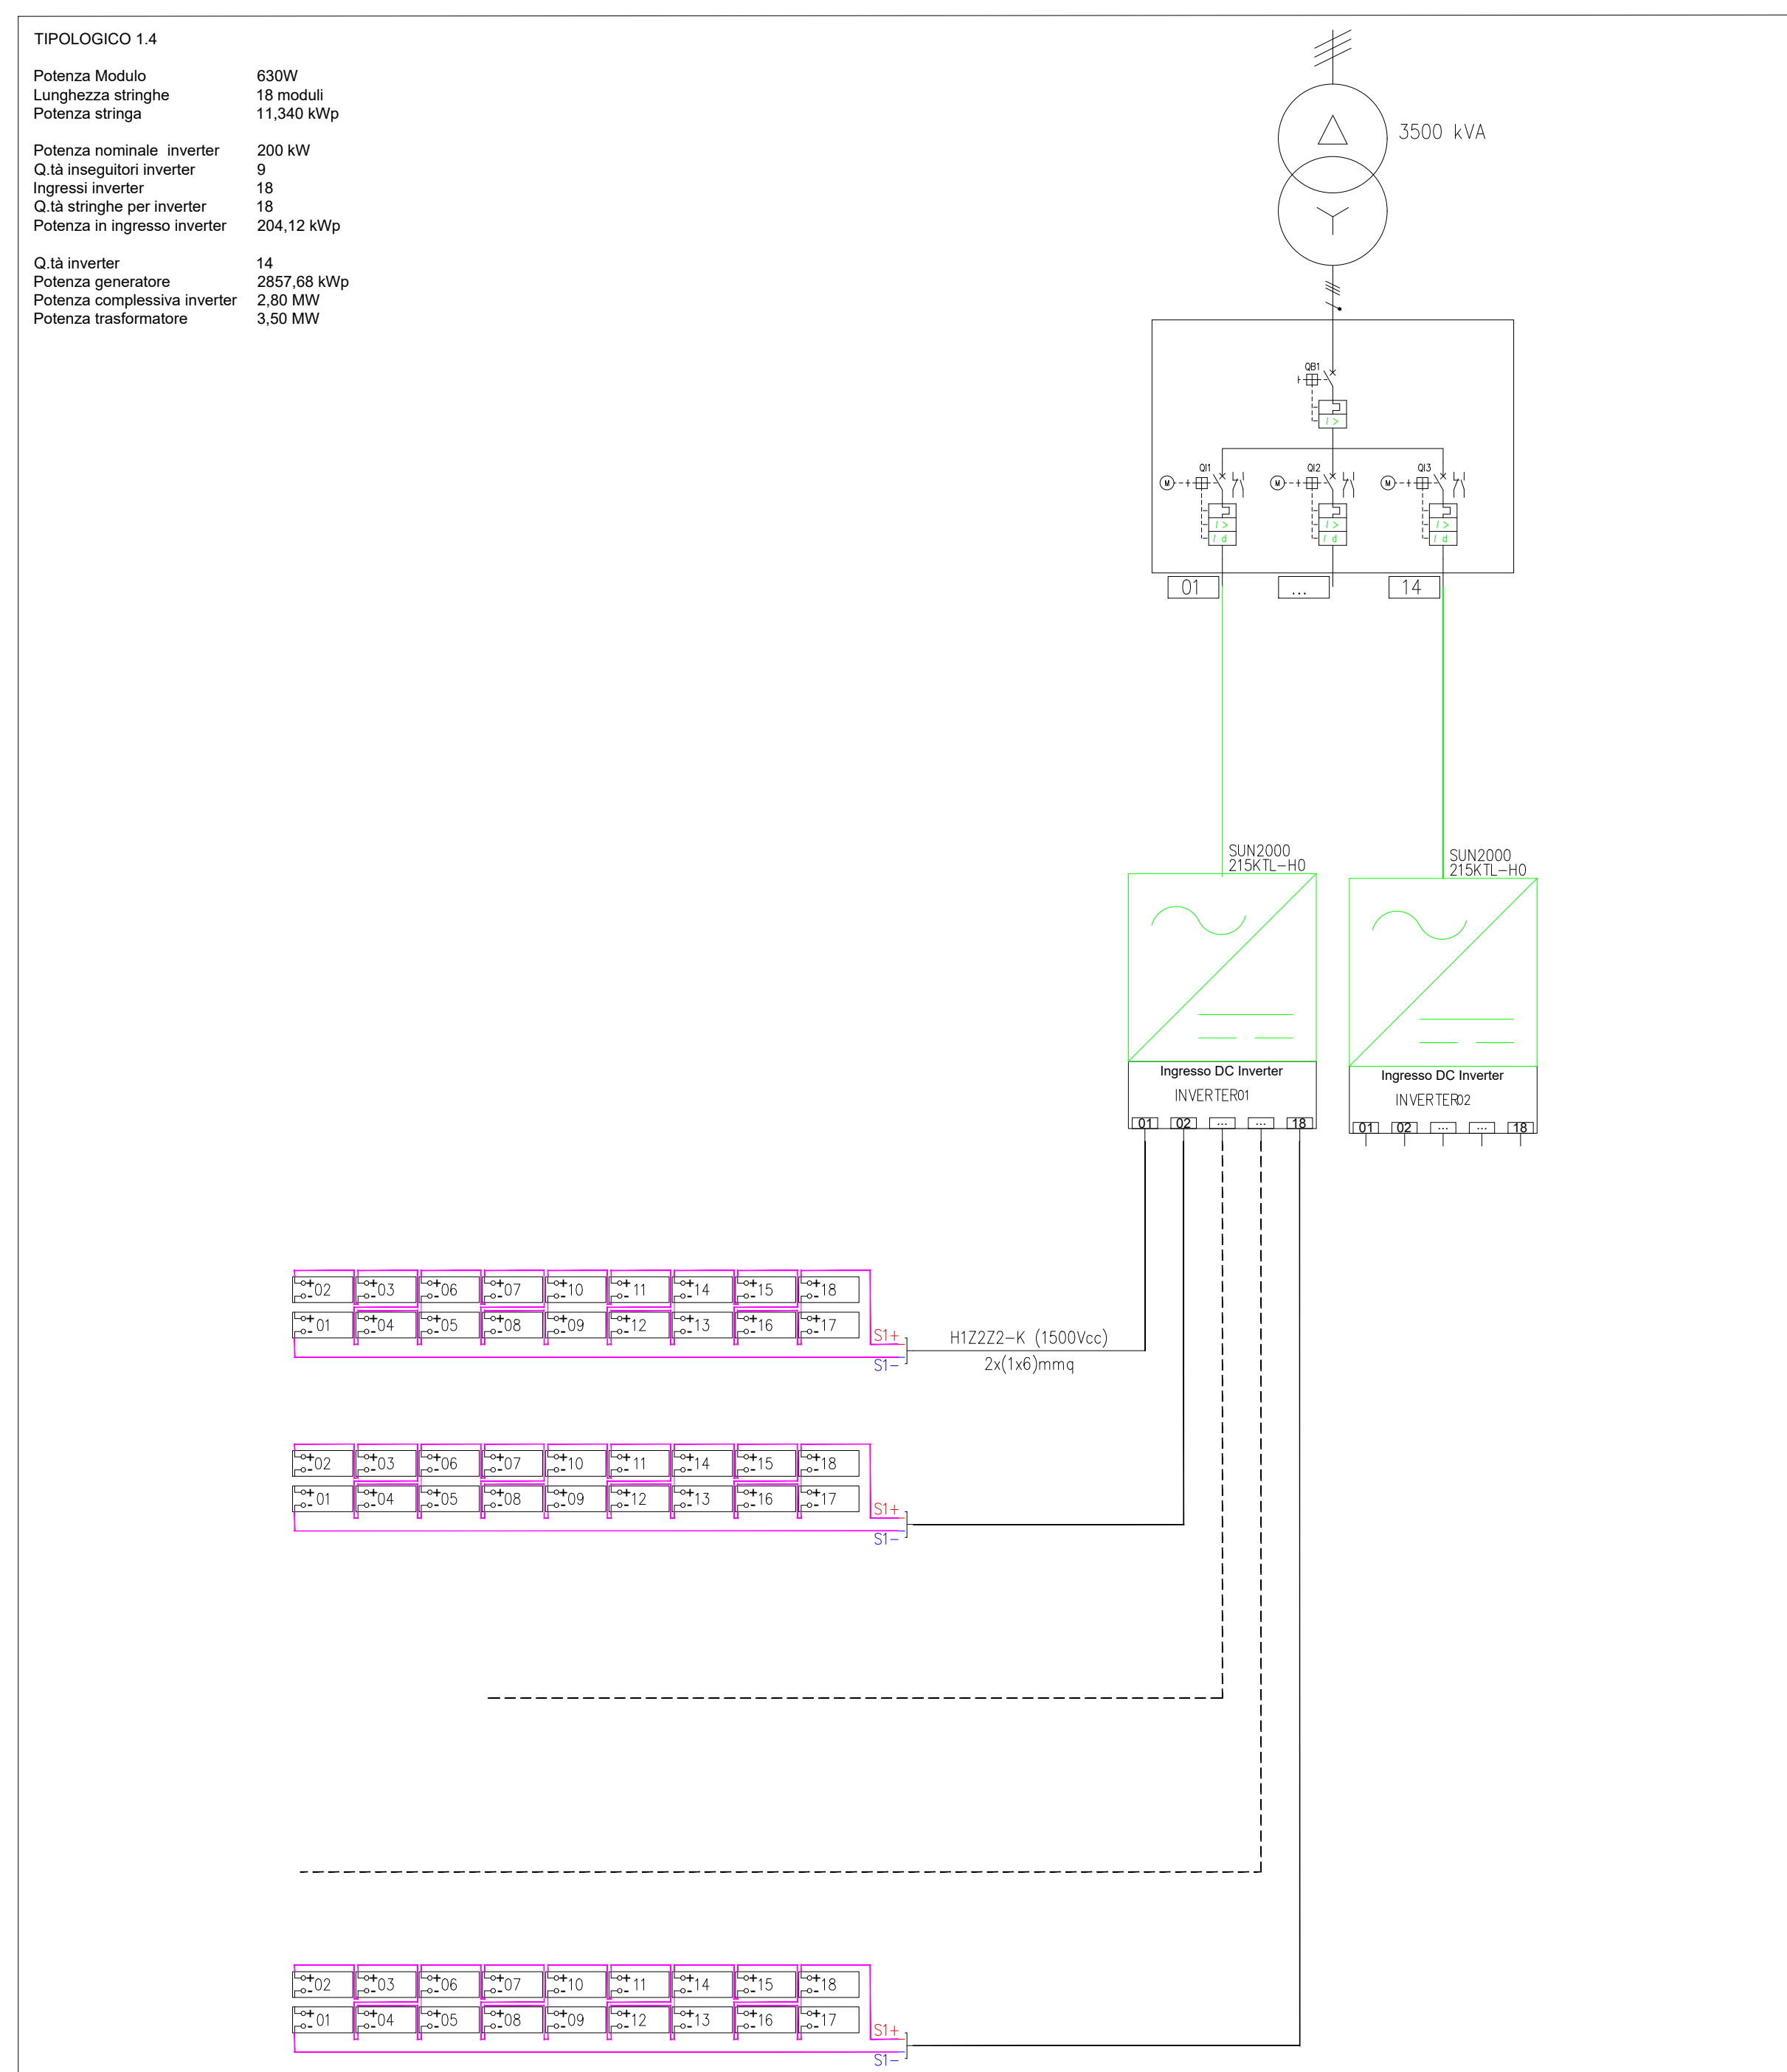 TIPOLOGICO 1.4
Potenza Modulo 630W
Lunghezza stringhe 18 moduli
Potenza stringa 11,340 kWp
Potenza nominale inverter 200 kW
Q.tà inseguitori inverter 9
Ingressi inverter 18
Q.tà stringhe per inverter 18
Potenza in ingresso inverter 204,12 kWp
Q.tà inverter 14
Potenza generatore 2857,68 kWp
Potenza complessiva inverter 2,80 MW
Potenza trasformatore 3,50 MW
3500 kVA
QB1
I >
QI1 QI2 QI3
M M M
I > I > I >
I d I d I d
01 ... 14
SUN2000
215KTL-H0
SUN2000
215KTL-H0
Ingresso DC Inverter
INVERTER01
01 02 ... ... 18
Ingresso DC Inverter
INVERTER02
01 02 ... ... 18
02 03 06 07 10 11 14 15 18
01 04 05 08 09 12 13 16 17
S1+
S1-
H1Z2Z2-K (1500Vcc)
2x(1x6)mmq
02 03 06 07 10 11 14 15 18
01 04 05 08 09 12 13 16 17
S1+
S1-
02 03 06 07 10 11 14 15 18
01 04 05 08 09 12 13 16 17
S1+
S1-